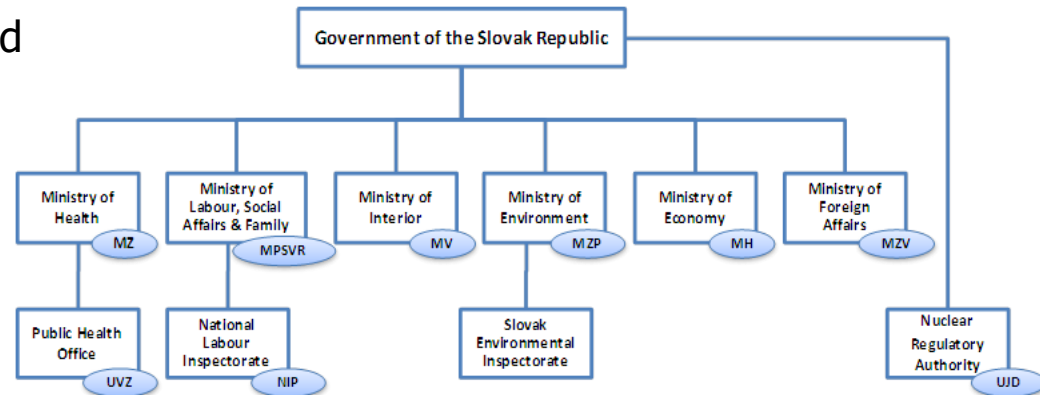 d
Government of the Slovak Republic
Ministry of
Health
MZ
Ministry of
Labour, Social
Affairs & Family
MPSVR
Ministry of
Interior
MV
Ministry of
Environment
MZP
Ministry of
Economy
MH
Ministry of
Foreign
Affairs
MZV
Public Health
Office
UVZ
National
Labour
Inspectorate
NIP
Slovak
Environmental
Inspectorate
Nuclear
Regulatory
Authority
UJD